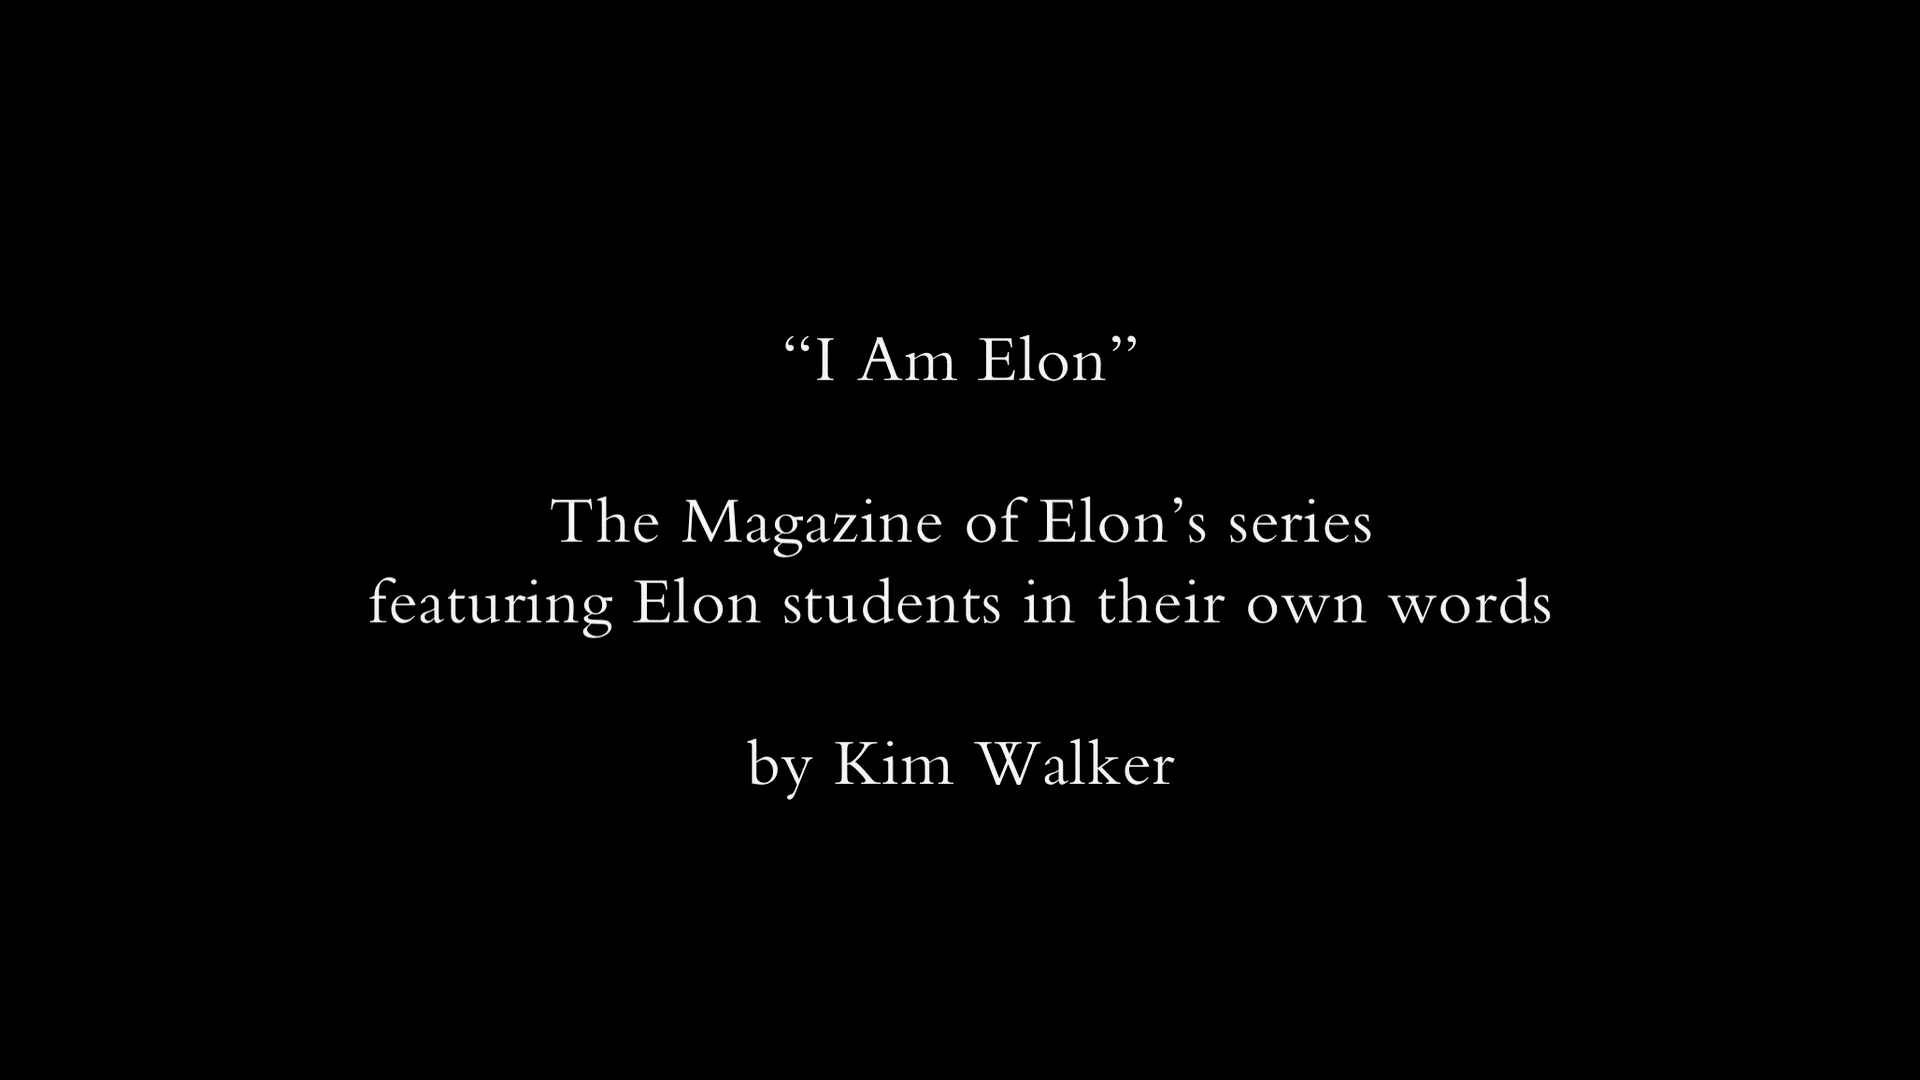 “I Am Elon”
The Magazine of Elon’s series
featuring Elon students in their own words
by Kim Walker